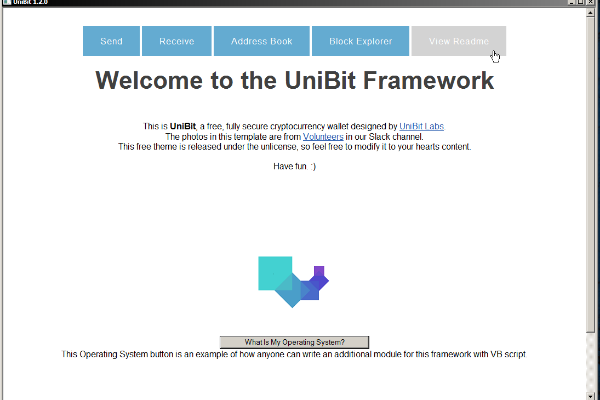 UniBit 1.2.0
Send Receive Address Book Block Explorer View Readme
Welcome to the UniBit Framework
This is UniBit, a free, fully secure cryptocurrency wallet designed by UniBit Labs
The photos in this template are from Volunteers in our Slack channel.
This free theme is released under the unlicense, so feel free to modify it to your hearts content.
Have fun. :)
What Is My Operating System?
This Operating System button is an example of how anyone can write an additional module for this framework with VB script.